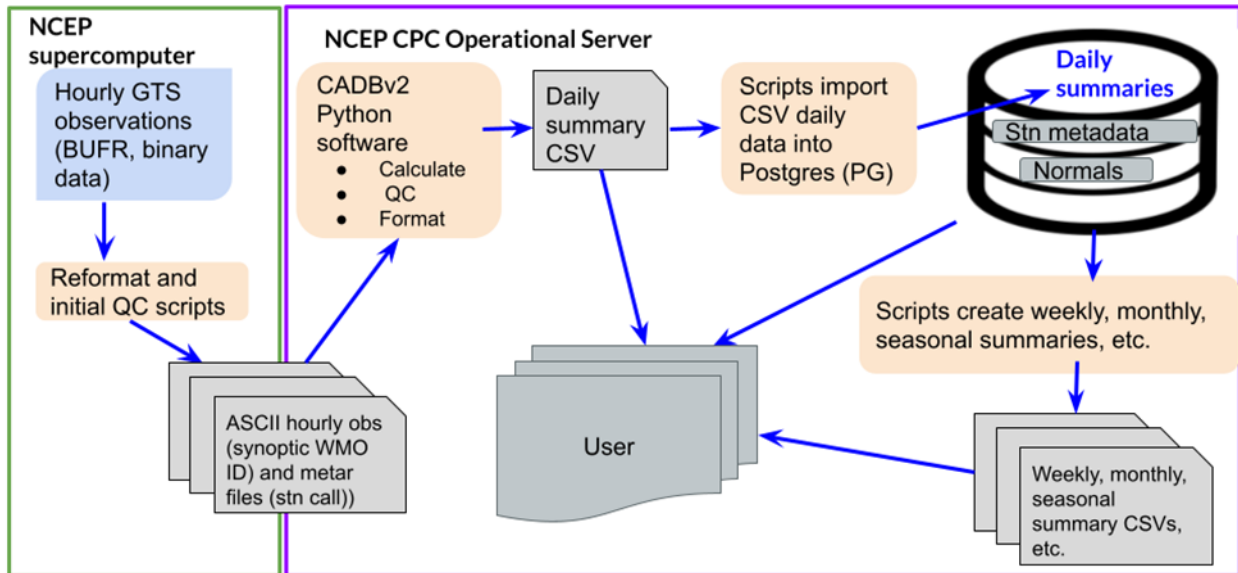 NCEP
supercomputer
Hourly GTS
observations
(BUFR, binary
data)
Reformat and
initial QC scripts
ASCII hourly obs
(synoptic WMO
ID) and metar
files (stn call))
NCEP CPC Operational Server
CADBv2
Python
software
● Calculate
● QC
● Format
Daily
summary
CSV
Scripts import
CSV daily
data into
Postgres (PG)
Daily
summaries
Stn metadata
Normals
Scripts create weekly, monthly,
seasonal summaries, etc.
User
Weekly, monthly,
seasonal
summary CSVs,
etc.